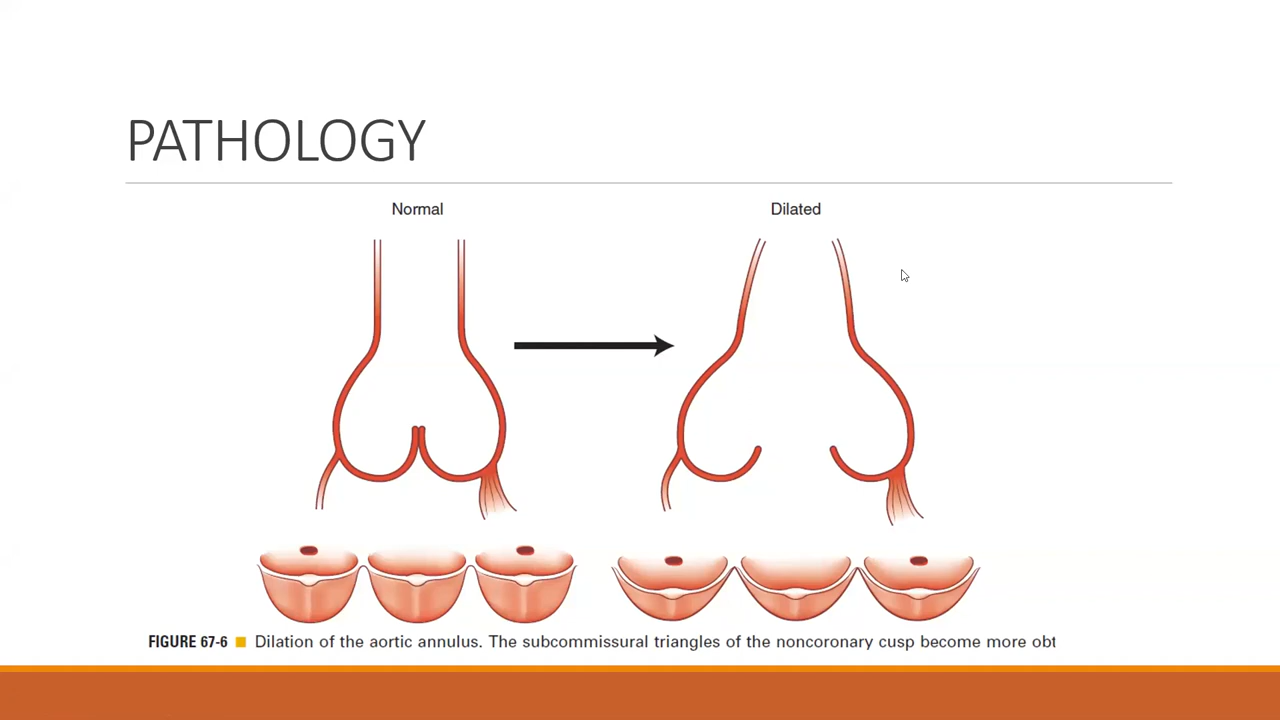 PATHOLOGY
Normal
Dilated
FIGURE 67-6 ■ Dilation of the aortic annulus. The subcommissural triangles of the noncoronary cusp become more obt